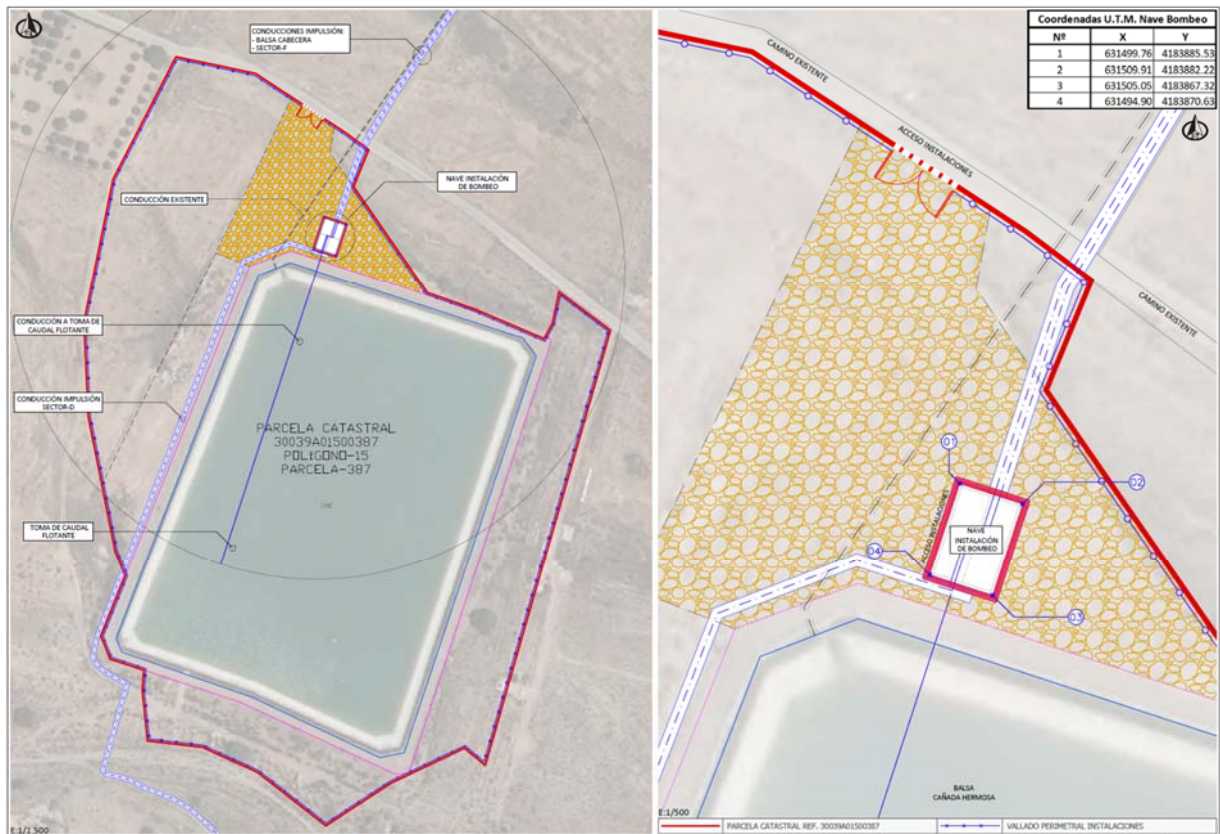 CONDUCCIONES IMPULSIÓN:
- BALSA CABECERA
- SECTOR-F
NAVE INSTALACIÓN
DE BOMBEO
CONDUCCIÓN EXISTENTE
CONDUCCIÓN A TOMA DE
CAUDAL FLOTANTE
CONDUCCIÓN IMPULSIÓN
SECTOR-D
PARCELA CATASTRAL
30039A01500387
POLÍGONO-15
PARCELA-387
TOMA DE CAUDAL
FLOTANTE
E:1/1.500
Coordenadas U.T.M. Nave Bombeo
Nº X Y
1 631499.76 4183885.53
2 631509.91 4183882.22
3 631505.05 4183867.32
4 631494.90 4183870.63
CAMINO EXISTENTE
ACCESO INSTALACIONES
CAMINO EXISTENTE
01
02
ACCESO INSTALACIONES
NAVE
INSTALACIÓN
DE BOMBEO
04
03
BALSA
CAÑADA HERMOSA
E:1/500
PARCELA CATASTRAL REF. 30039A01500387
VALLADO PERIMETRAL INSTALACIONES